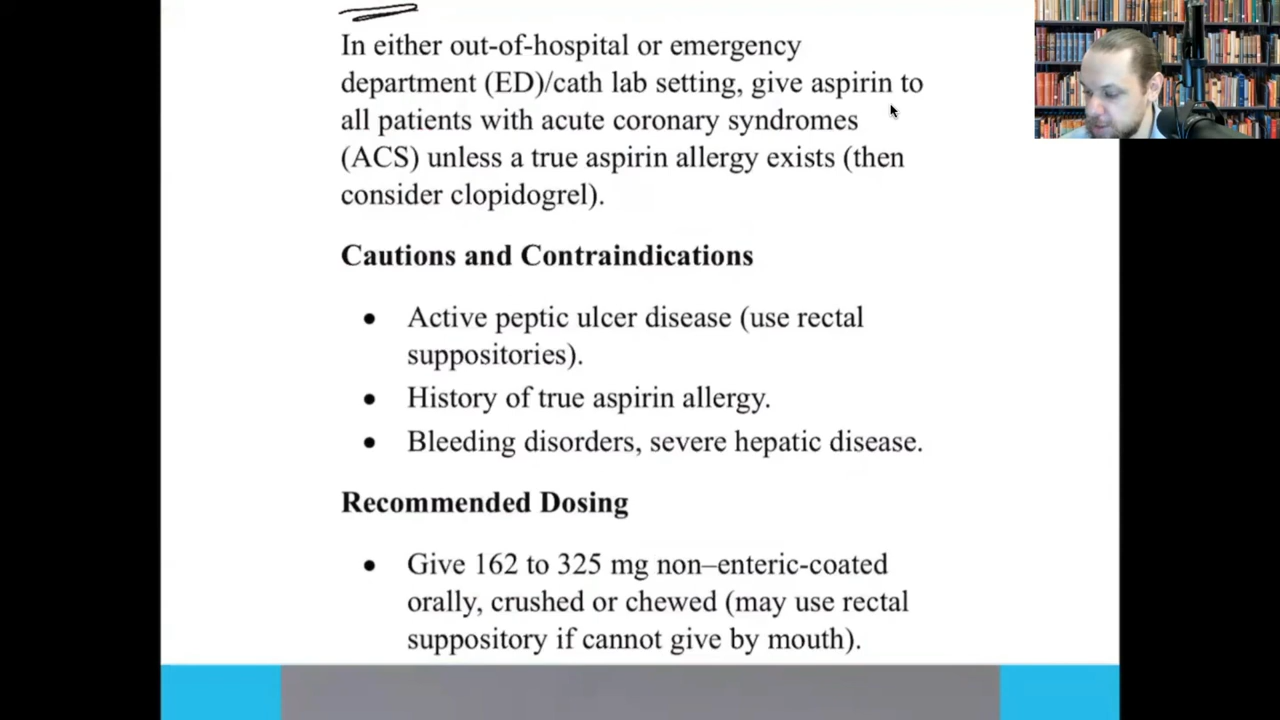 In either out-of-hospital or emergency
department (ED)/cath lab setting, give aspirin to
all patients with acute coronary syndromes
(ACS) unless a true aspirin allergy exists (then
consider clopidogrel).
Cautions and Contraindications
• Active peptic ulcer disease (use rectal
suppositories).
• History of true aspirin allergy.
• Bleeding disorders, severe hepatic disease.
Recommended Dosing
• Give 162 to 325 mg non–enteric-coated
orally, crushed or chewed (may use rectal
suppository if cannot give by mouth).